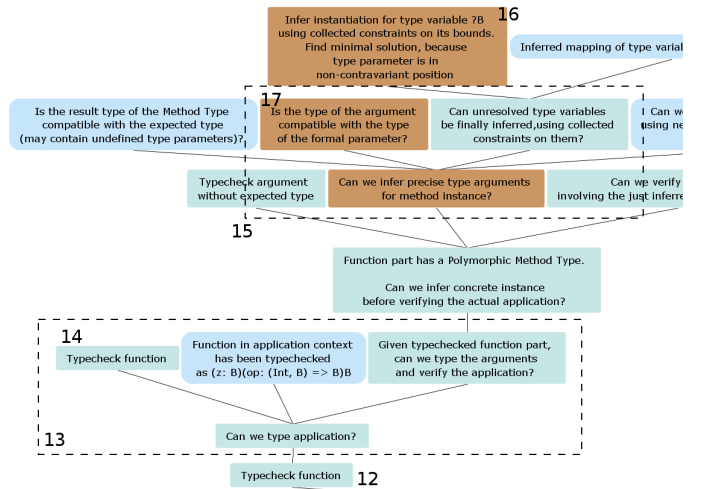 Infer instantiation for type variable ?B
using collected constraints on its bounds.
Find minimal solution, because
type parameter is in
non-contravariant position
16
Inferred mapping of type
17
Is the result type of the Method Type
compatible with the expected type
(may contain undefined type parameters)?
Is the type of the argument
compatible with the type
of the formal parameter?
Can unresolved type variables
be finally inferred,using collected
constraints on them?
Can
using
Typecheck argument
without expected type
Can we infer precise type arguments
for method instance?
Can we verify
involving the just
15
Function part has a Polymorphic Method Type.
Can we infer concrete instance
before verifying the actual application?
14
Typecheck function
Function in application context
has been typechecked
as (z: B)(op: (Int, B) => B)B
Given typechecked function part,
can we type the arguments
and verify the application?
13
Can we type application?
Typecheck function
12